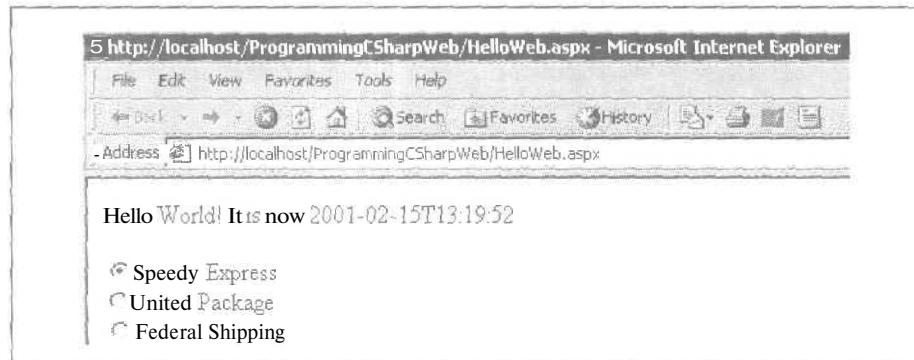 5 http://localhost/ProgrammingCSharpWeb/HelloWeb.aspx - Microsoft Internet Explorer
File Edit View Favorites Tools Help
Back Search Favorites History
Address http://localhost/ProgrammingCSharpWeb/HelloWeb.aspx
Hello World! It is now 2001-02-15T13:19:52
Speedy Express
United Package
Federal Shipping